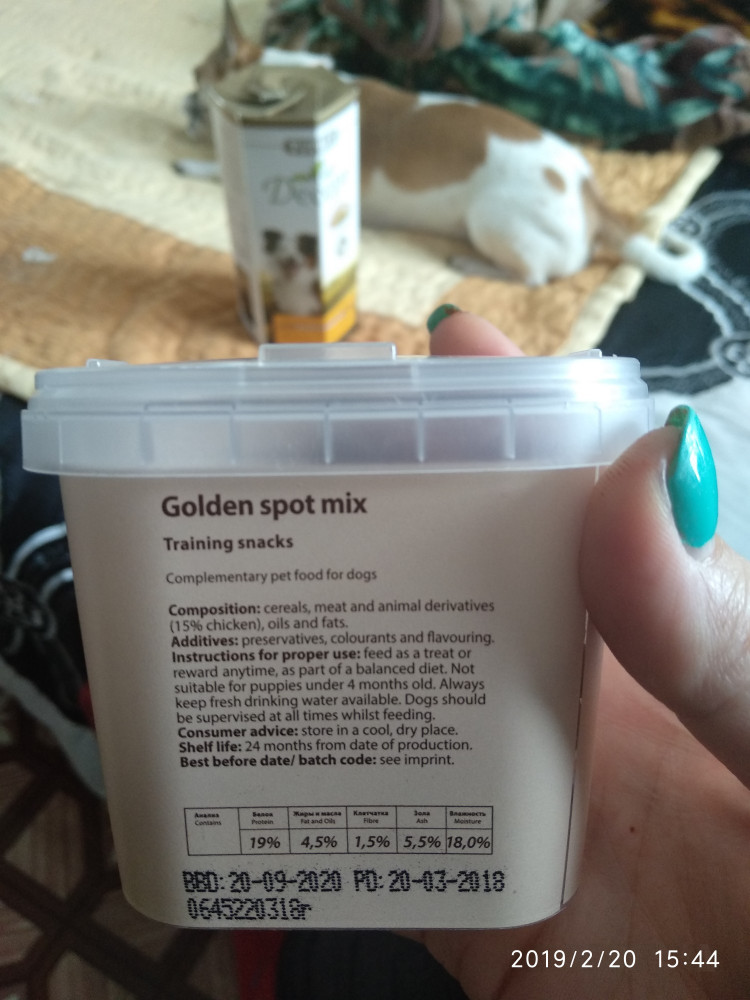 Golden spot mix
Training snacks
Complementary pet food for dogs
Composition: cereals, meat and animal derivatives
(15% chicken), oils and fats.
Additives: preservatives, colourants and flavouring.
Instructions for proper use: feed as a treat or
reward anytime, as part of a balanced diet. Not
suitable for puppies under 4 months old. Always
keep fresh drinking water available. Dogs should
be supervised at all times whilst feeding.
Consumer advice: store in a cool, dry place.
Shelf life: 24 months from date of production.
Best before date/ batch code: see imprint.
Анализ Белок Жиры и масла Клетчатка Зола Влажность
Contains Protein Fat and Oils Fibre Ash Moisture
19% 4,5% 1,5% 5,5% 18,0%
BBD: 20-09-2020 PD: 20-03-2018
0645220318г
2019/2/20 15:44